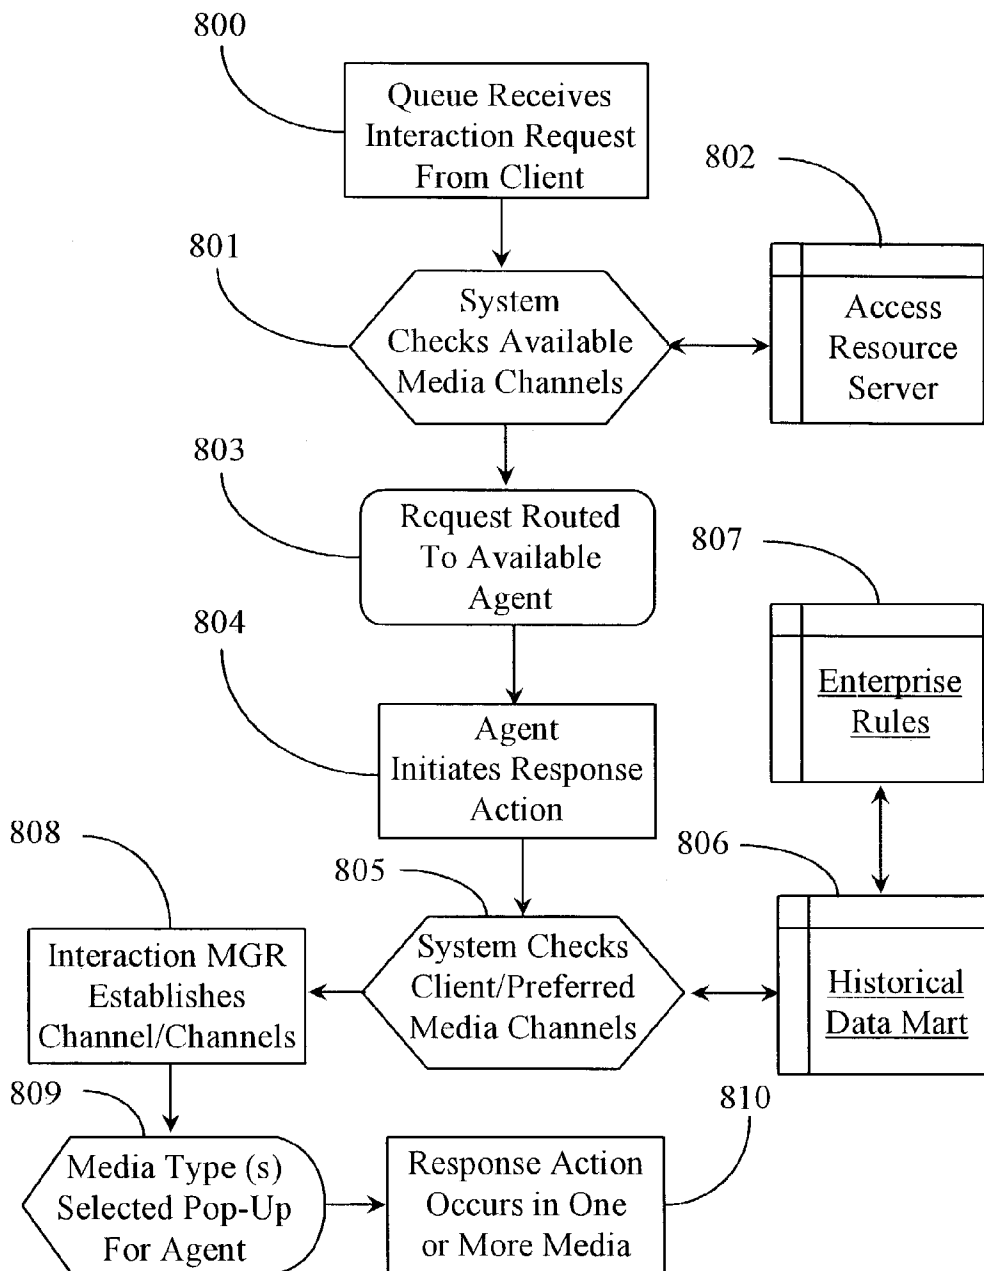 800
Queue Receives
Interaction Request
From Client
802
801
System
Checks Available
Media Channels
Access
Resource
Server
803
Request Routed
To Available
Agent
807
804
Enterprise
Rules
Agent
Initiates Response
Action
808
806
805
Interaction MGR
Establishes
Channel/Channels
System Checks
Client/Preferred
Media Channels
Historical
Data Mart
809
810
Media Type (s)
Selected Pop-Up
For Agent
Response Action
Occurs in One
or More Media